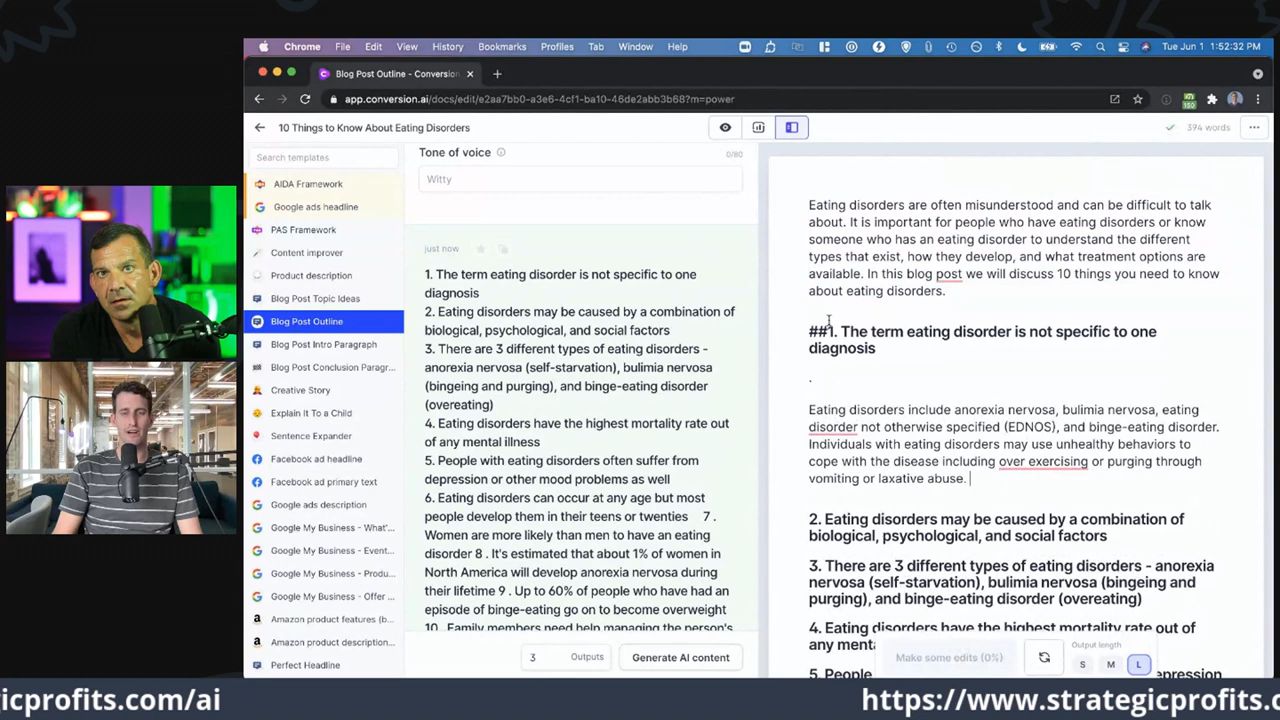 Chrome File Edit View History Bookmarks Profiles Tab Window Help
Tue Jun 1 1:52:32 PM
Blog Post Outline - Conversion
app.conversion.ai/docs/edit/e2aa7bb0-a3e6-4cf1-ba10-46de2abb3b68?m=power
150
10 Things to Know About Eating Disorders
394 words
Search templates
AIDA Framework
Google ads headline
PAS Framework
Content improver
Product description
Blog Post Topic Ideas
Blog Post Outline
Blog Post Intro Paragraph
Blog Post Conclusion Paragr...
Creative Story
Explain It To a Child
Sentence Expander
Facebook ad headline
Facebook ad primary text
Google ads description
Google My Business - What'...
Google My Business - Event...
Google My Business - Produ...
Google My Business - Offer ...
Amazon product features (b...
Amazon product description...
Perfect Headline
Tone of voice
0/80
Witty
just now
1. The term eating disorder is not specific to one
diagnosis
2. Eating disorders may be caused by a combination of
biological, psychological, and social factors
3. There are 3 different types of eating disorders -
anorexia nervosa (self-starvation), bulimia nervosa
(bingeing and purging), and binge-eating disorder
(overeating)
4. Eating disorders have the highest mortality rate out
of any mental illness
5. People with eating disorders often suffer from
depression or other mood problems as well
6. Eating disorders can occur at any age but most
people develop them in their teens or twenties 7 .
Women are more likely than men to have an eating
disorder 8 . It's estimated that about 1% of women in
North America will develop anorexia nervosa during
their lifetime 9 . Up to 60% of people who have had an
episode of binge-eating go on to become overweight
10 . Family members need help managing the person's
3 Outputs
Generate AI content
Eating disorders are often misunderstood and can be difficult to talk
about. It is important for people who have eating disorders or know
someone who has an eating disorder to understand the different
types that exist, how they develop, and what treatment options are
available. In this blog post we will discuss 10 things you need to know
about eating disorders.
##1. The term eating disorder is not specific to one
diagnosis
.
Eating disorders include anorexia nervosa, bulimia nervosa, eating
disorder not otherwise specified (EDNOS), and binge-eating disorder.
Individuals with eating disorders may use unhealthy behaviors to
cope with the disease including over exercising or purging through
vomiting or laxative abuse.
2. Eating disorders may be caused by a combination of
biological, psychological, and social factors
3. There are 3 different types of eating disorders - anorexia
nervosa (self-starvation), bulimia nervosa (bingeing and
purging), and binge-eating disorder (overeating)
4. Eating disorders have the highest mortality rate out of
any menta
5. People epression or
Make some edits (0%)
Output length
S M L
gicprofits.com/ai
https://www.strategicprofits.c